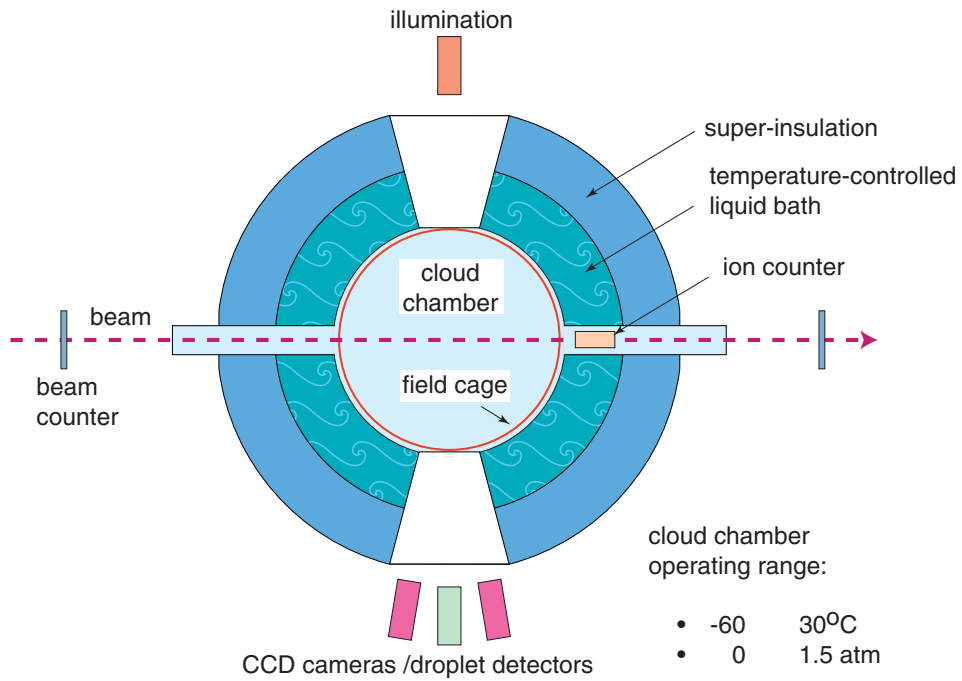 illumination
super-insulation
temperature-controlled
liquid bath
ion counter
cloud
chamber
beam
beam
counter
field cage
cloud chamber
operating range:
• -60 30°C
• 0 1.5 atm
CCD cameras /droplet detectors